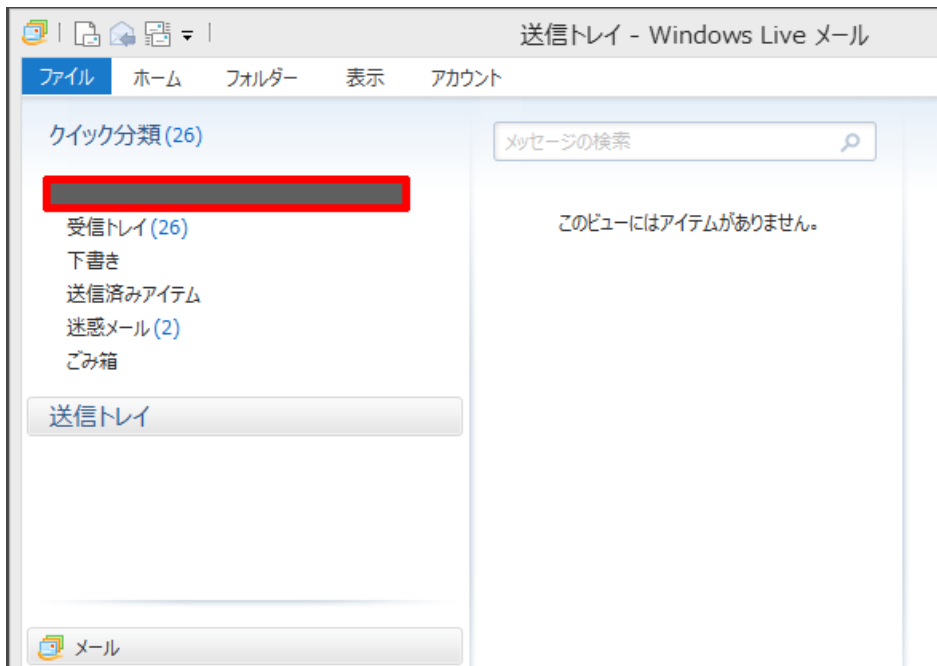 送信トレイ - Windows Live メール
ファイル ホーム フォルダー 表示 アカウント
クイック分類 (26)
メッセージの検索
受信トレイ (26)
このビューにはアイテムがありません。
下書き
送信済みアイテム
迷惑メール (2)
ごみ箱
送信トレイ
メール